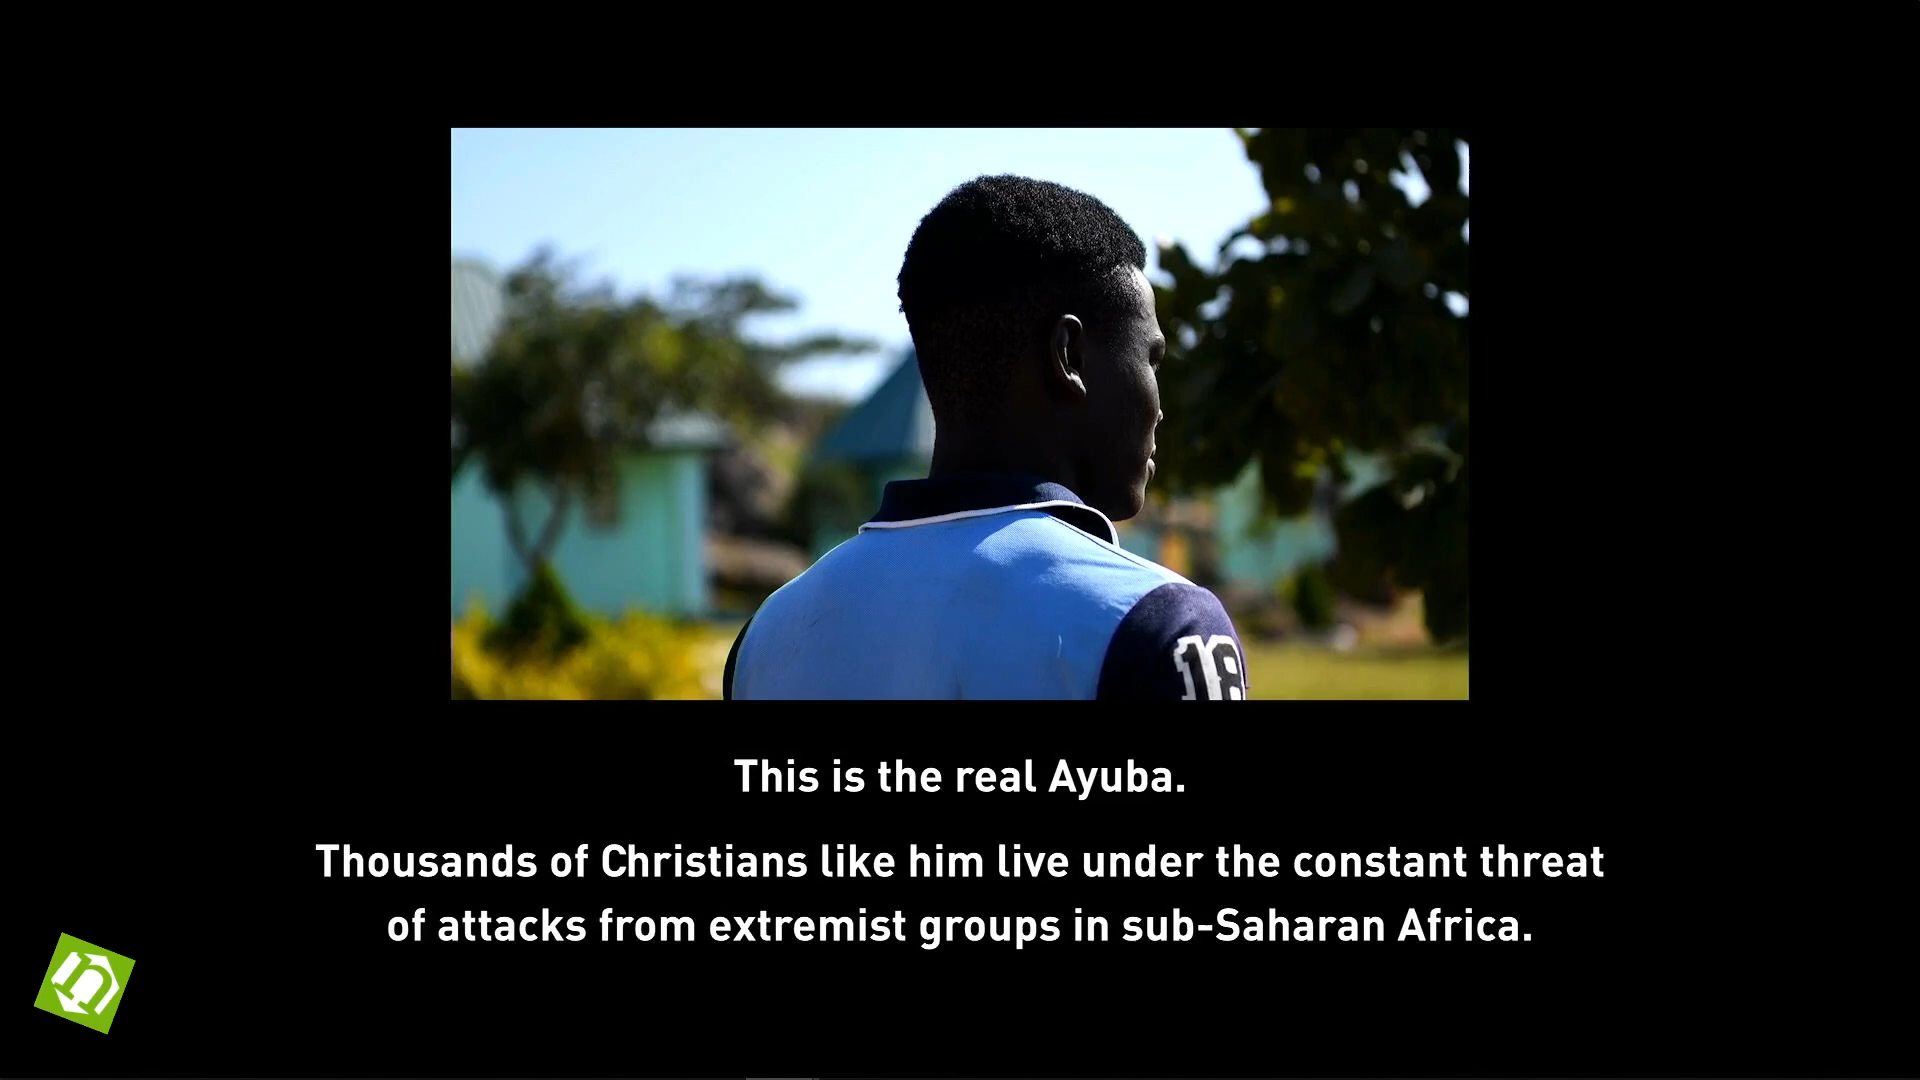 18
This is the real Ayuba.
Thousands of Christians like him live under the constant threat
of attacks from extremist groups in sub-Saharan Africa.
n